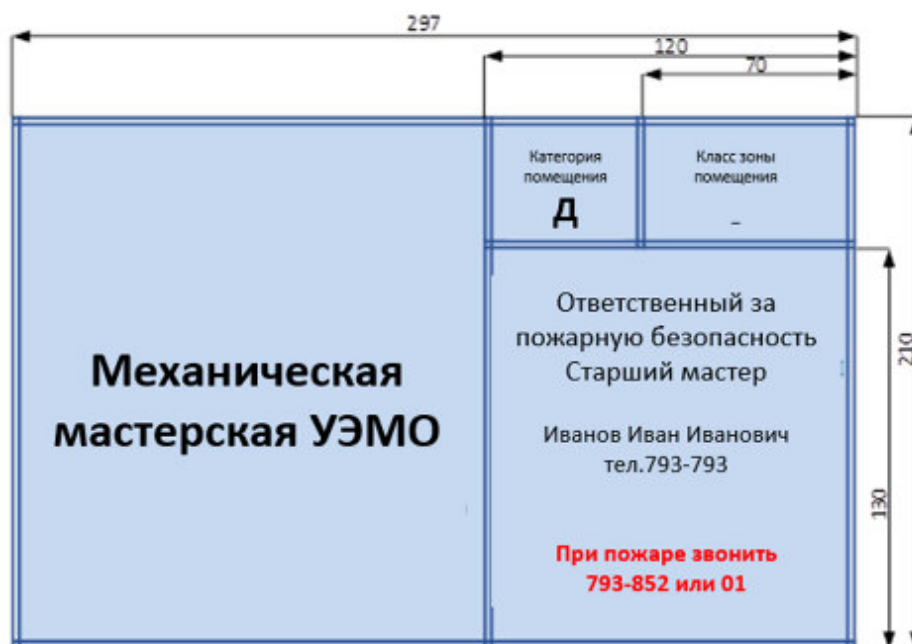 297
120
70
Категория
помещения
Д
Класс зоны
помещения
–
Механическая
мастерская УЭМО
Ответственный за
пожарную безопасность
Старший мастер
Иванов Иван Иванович
тел.793-793
При пожаре звонить
793-852 или 01
210
130